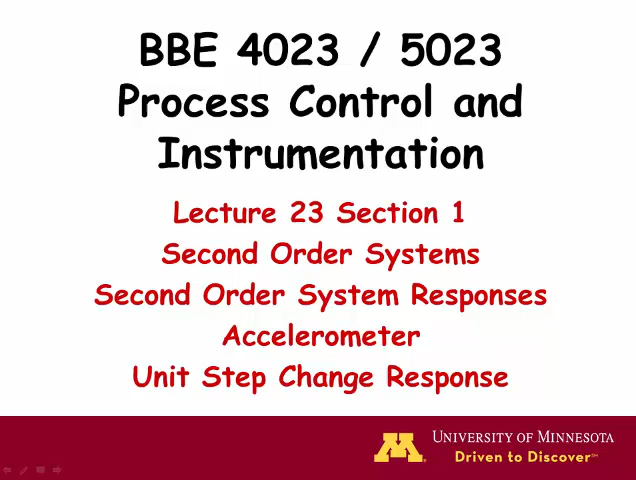 BBE 4023 / 5023
Process Control and
Instrumentation
Lecture 23 Section 1
Second Order Systems
Second Order System Responses
Accelerometer
Unit Step Change Response
M
UNIVERSITY OF MINNESOTA
Driven to Discover℠